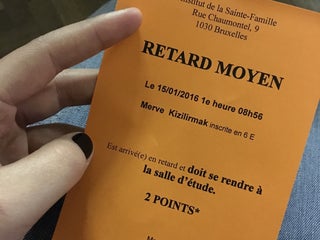 Institut de la Sainte-Famille
Rue Chaumontel, 9
1030 Bruxelles
RETARD MOYEN
Le 15/01/2016 1e heure 08h56
Merve Kizilirmak inscrite en 6 E
Est arrivé(e) en retard et doit se rendre à
la salle d'étude.
2 POINTS*